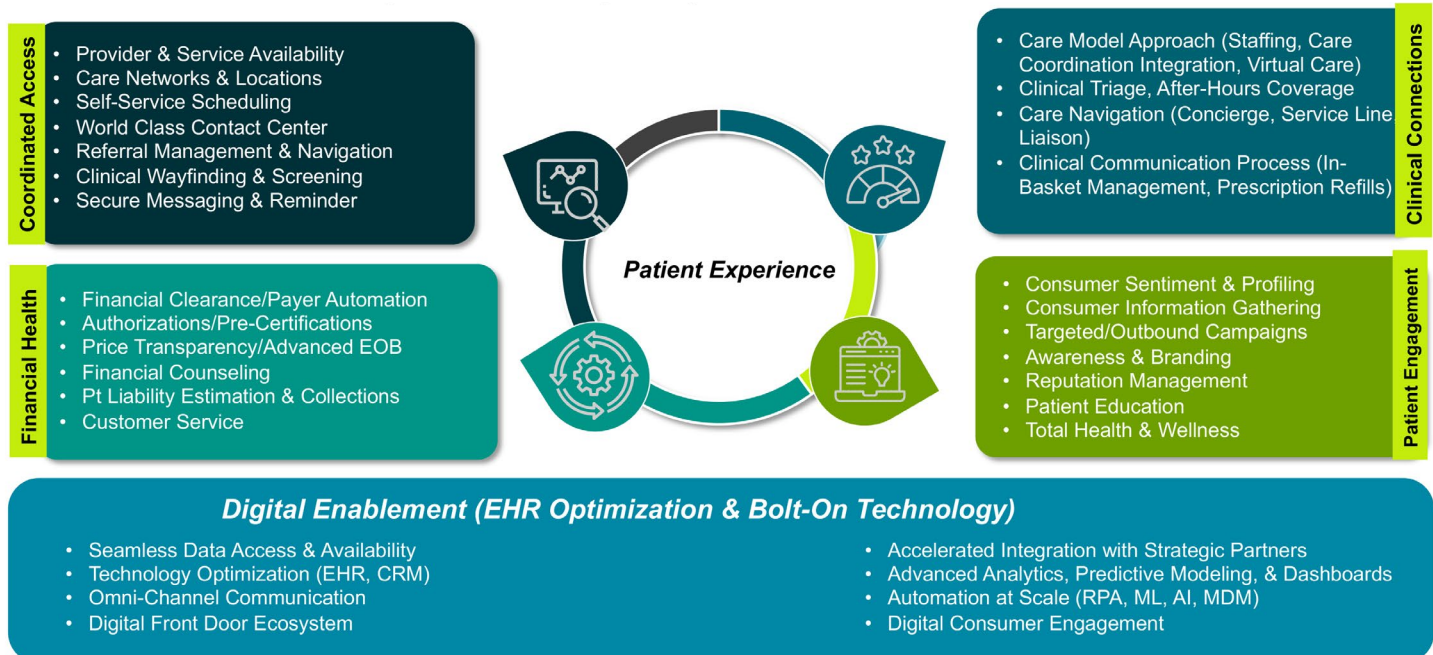 Coordinated Access
• Provider & Service Availability
• Care Networks & Locations
• Self-Service Scheduling
• World Class Contact Center
• Referral Management & Navigation
• Clinical Wayfinding & Screening
• Secure Messaging & Reminder
Clinical Connections
• Care Model Approach (Staffing, Care
Coordination Integration, Virtual Care)
• Clinical Triage, After-Hours Coverage
• Care Navigation (Concierge, Service Line
Liaison)
• Clinical Communication Process (In-
Basket Management, Prescription Refills)
Patient Experience
Financial Health
• Financial Clearance/Payer Automation
• Authorizations/Pre-Certifications
• Price Transparency/Advanced EOB
• Financial Counseling
• Pt Liability Estimation & Collections
• Customer Service
Patient Engagement
• Consumer Sentiment & Profiling
• Consumer Information Gathering
• Targeted/Outbound Campaigns
• Awareness & Branding
• Reputation Management
• Patient Education
• Total Health & Wellness
Digital Enablement (EHR Optimization & Bolt-On Technology)
• Seamless Data Access & Availability
• Technology Optimization (EHR, CRM)
• Omni-Channel Communication
• Digital Front Door Ecosystem
• Accelerated Integration with Strategic Partners
• Advanced Analytics, Predictive Modeling, & Dashboards
• Automation at Scale (RPA, ML, AI, MDM)
• Digital Consumer Engagement